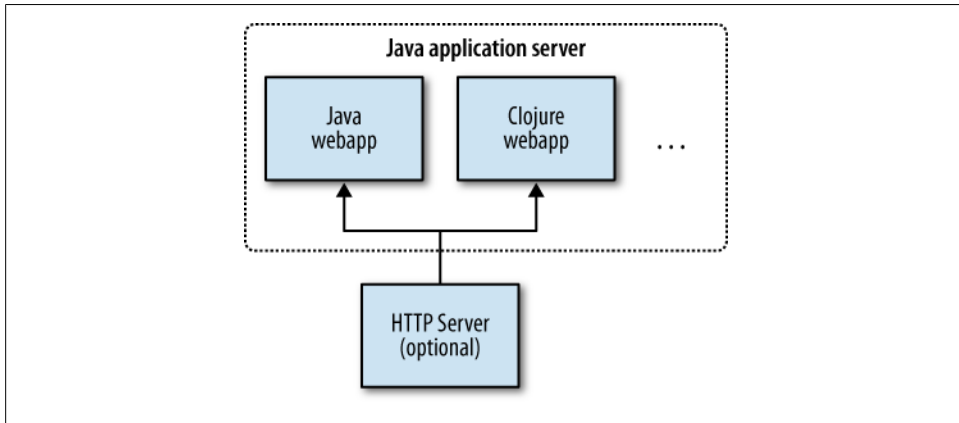 Java application server
Java
webapp
Clojure
webapp
...
HTTP Server
(optional)